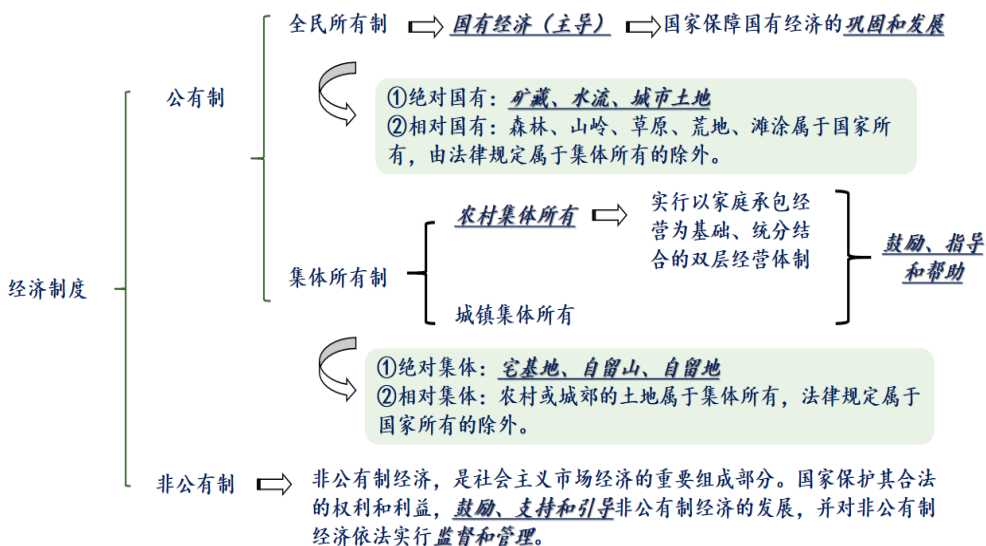 全民所有制
国有经济（主导）
国家保障国有经济的巩固和发展
公有制
①绝对国有：矿藏、水流、城市土地
②相对国有：森林、山岭、草原、荒地、滩涂属于国家所
有，由法律规定属于集体所有的除外。
农村集体所有
实行以家庭承包经
营为基础、统分结
合的双层经营体制
鼓励、指导
和帮助
集体所有制
经济制度
城镇集体所有
①绝对集体：宅基地、自留山、自留地
②相对集体：农村或城郊的土地属于集体所有，法律规定属于
国家所有的除外。
非公有制
非公有制经济，是社会主义市场经济的重要组成部分。国家保护其合法
的权利和利益，鼓励、支持和引导非公有制经济的发展，并对非公有制
经济依法实行监督和管理。